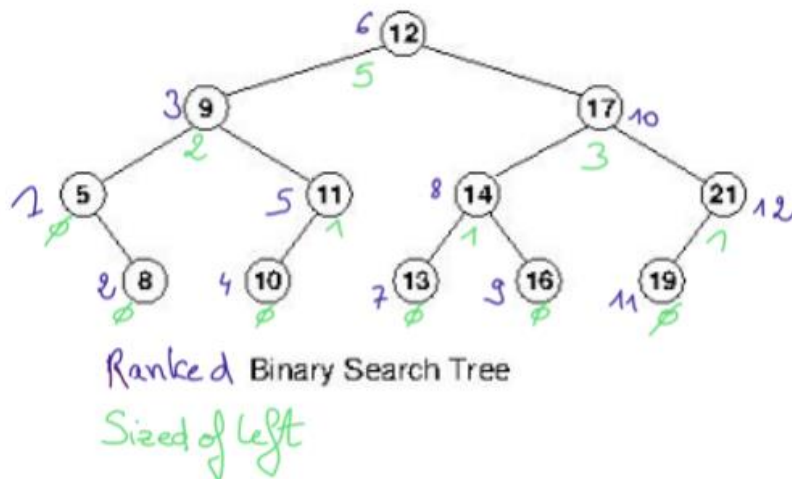 6 12
5
3 9 17 10
2 3
1 5 5 11 8 14 21 12
ø 1 1 1
2 8 4 10 7 13 9 16 11 19
ø ø ø ø ø
Ranked Binary Search Tree
Sized of left